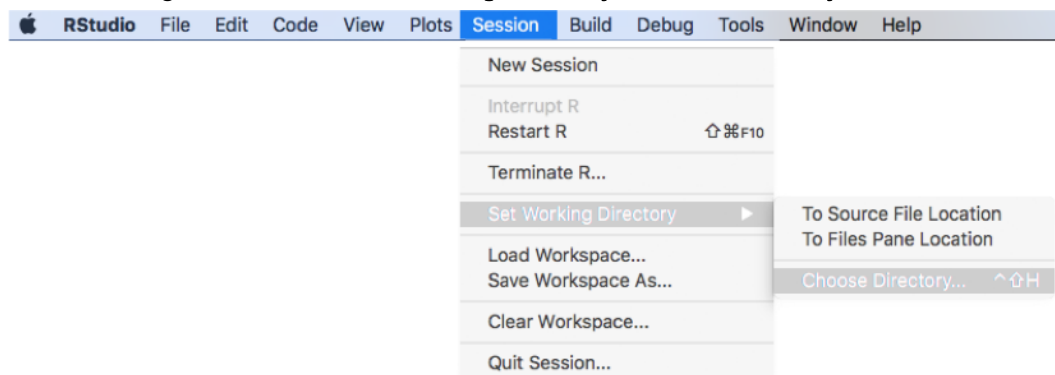 RStudio File Edit Code View Plots Session Build Debug Tools Window Help
New Session
Interrupt R
Restart R ⇧⌘F10
Terminate R...
Set Working Directory ▶
To Source File Location
To Files Pane Location
Choose Directory... ^⇧H
Load Workspace...
Save Workspace As...
Clear Workspace...
Quit Session...